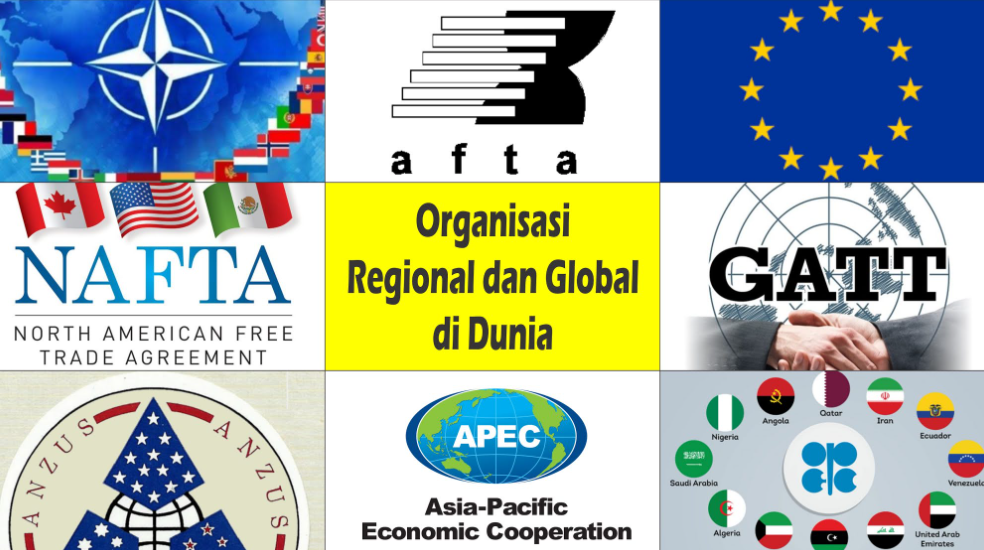 a f t a
NAFTA
NORTH AMERICAN FREE
TRADE AGREEMENT
Organisasi
Regional dan Global
di Dunia
GATT
ANZUS
ANZUS
APEC
Asia-Pacific
Economic Cooperation
Nigeria
Angola
Qatar
Iran
Ecuador
Saudi Arabia
Venezuela
Algeria
United Arab
Emirates